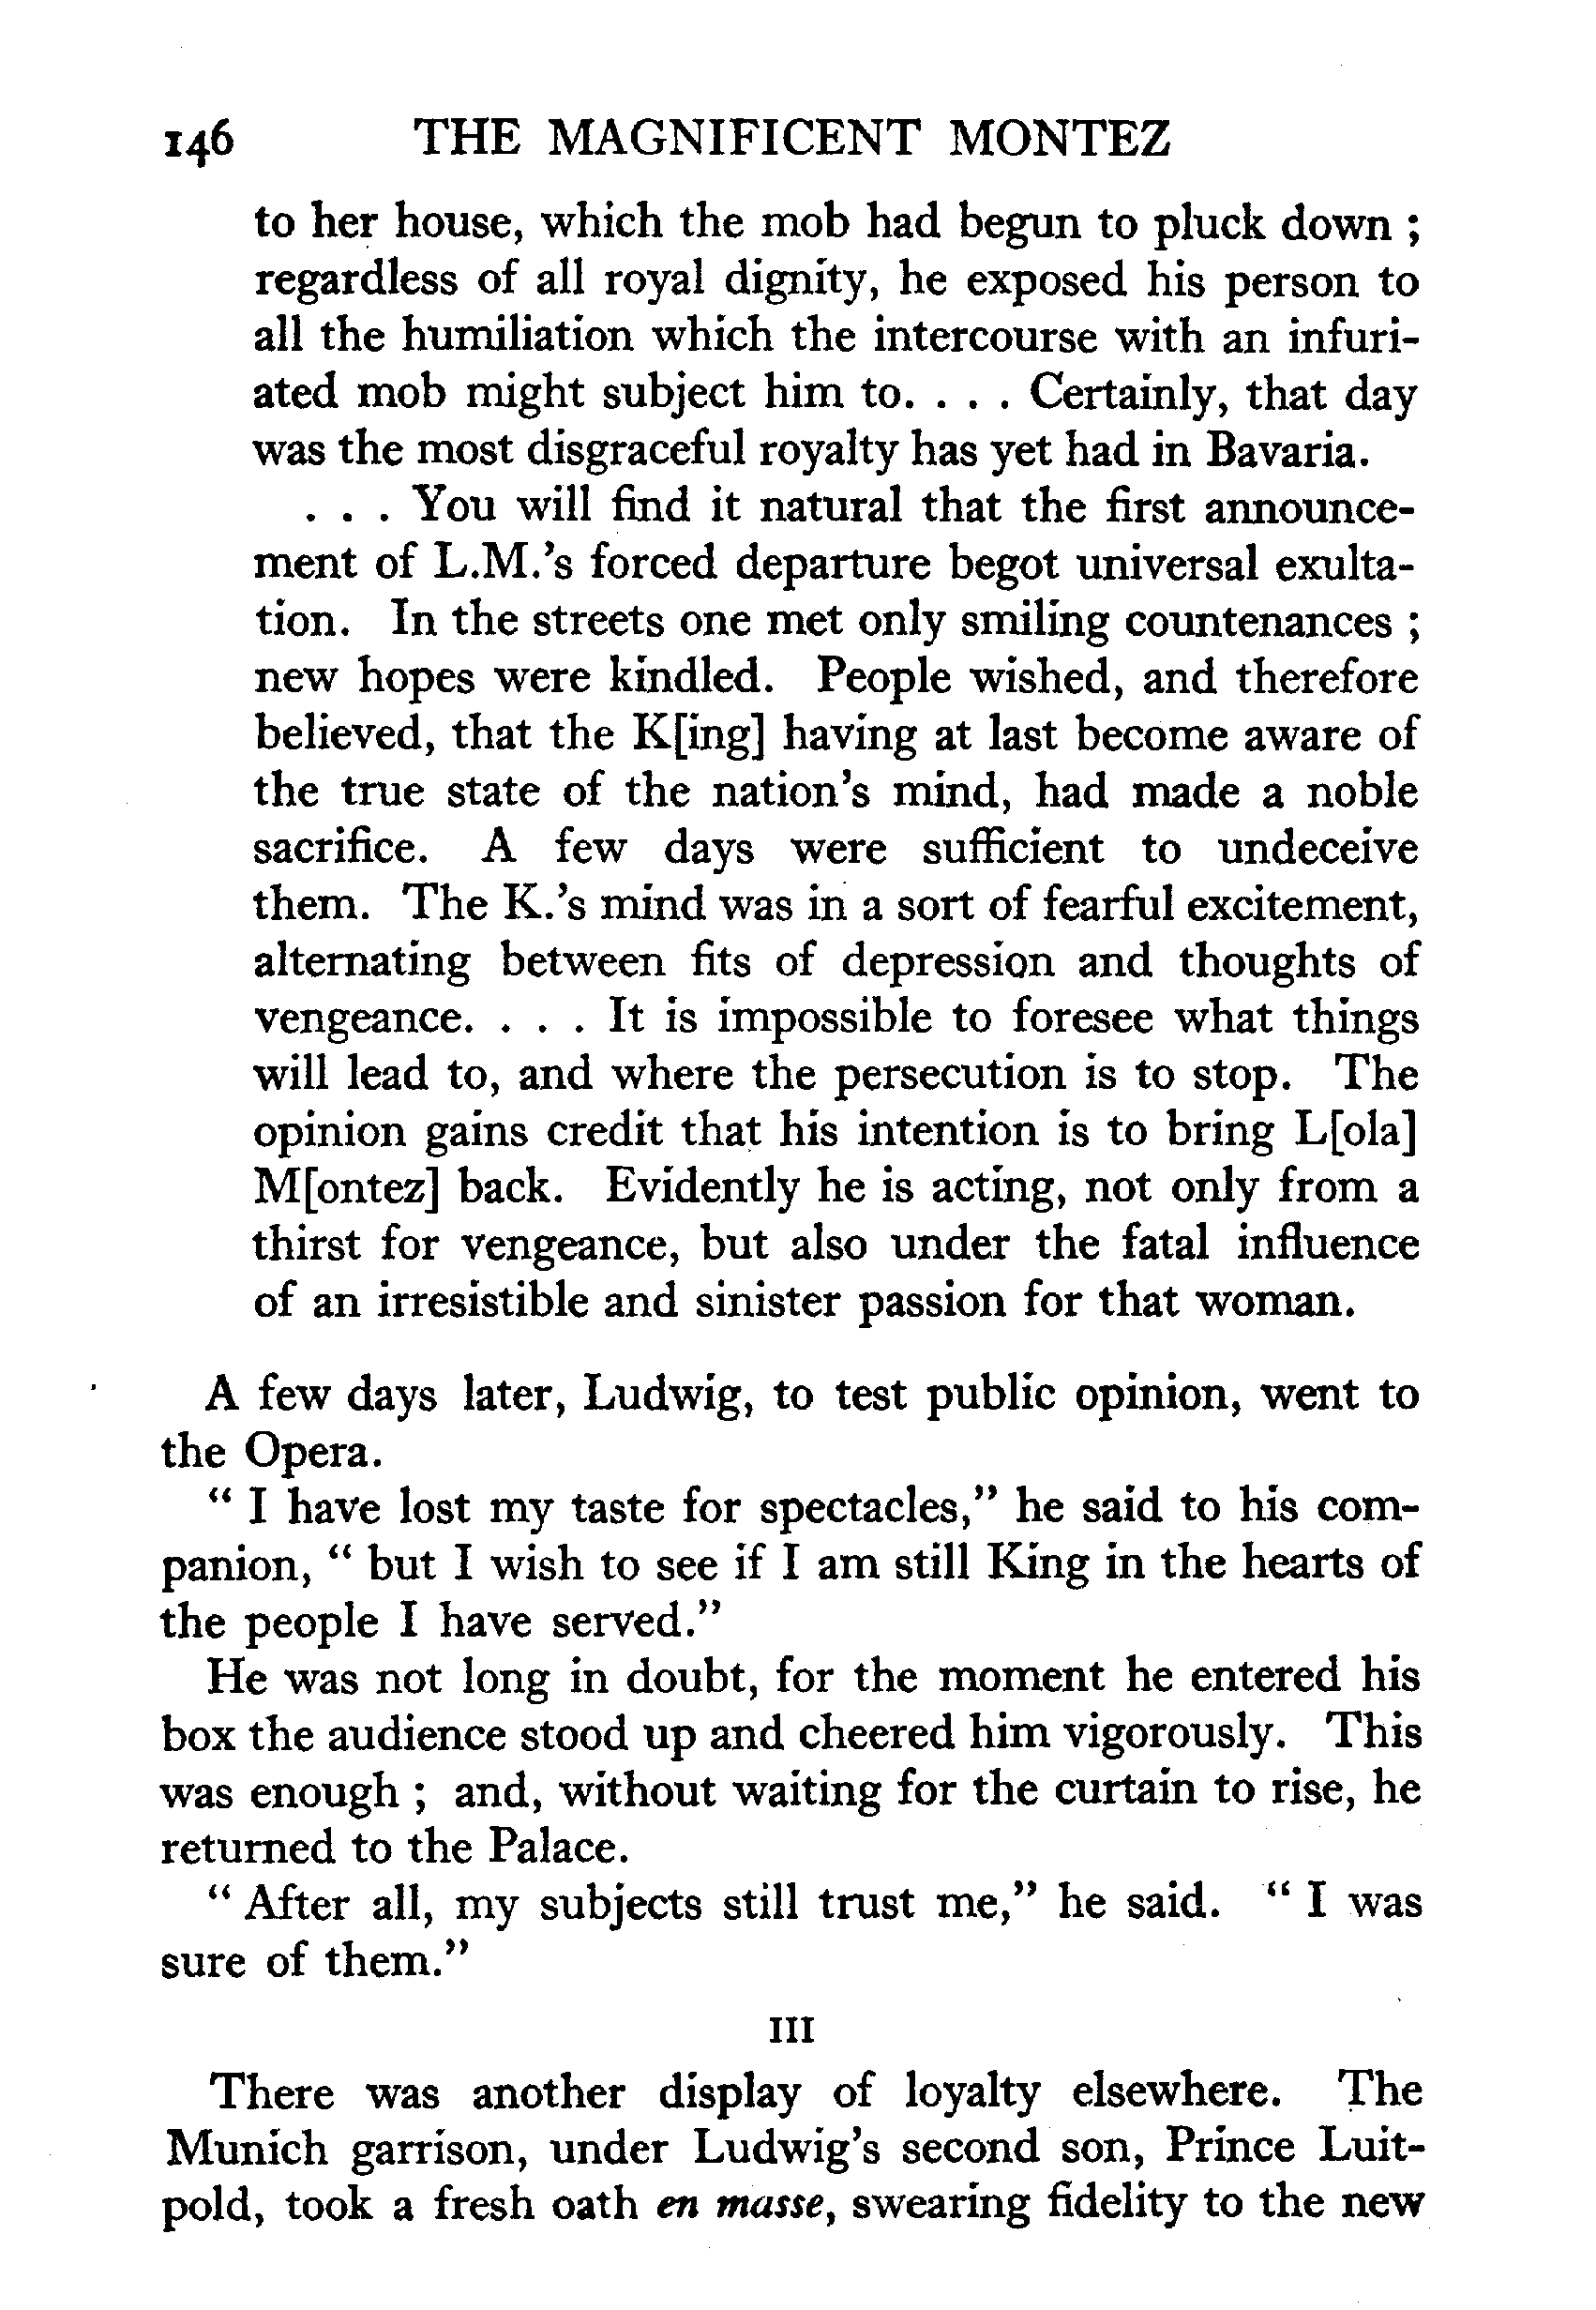 146 THE MAGNIFICENT MONTEZ
to her house, which the mob had begun to pluck down ;
regardless of all royal dignity, he exposed his person to
all the humiliation which the intercourse with an infuri-
ated mob might subject him to. . . . Certainly, that day
was the most disgraceful royalty has yet had in Bavaria.
. . . You will find it natural that the first announce-
ment of L.M.'s forced departure begot universal exulta-
tion. In the streets one met only smiling countenances ;
new hopes were kindled. People wished, and therefore
believed, that the K[ing] having at last become aware of
the true state of the nation's mind, had made a noble
sacrifice. A few days were sufficient to undeceive
them. The K.'s mind was in a sort of fearful excitement,
alternating between fits of depression and thoughts of
vengeance. . . . It is impossible to foresee what things
will lead to, and where the persecution is to stop. The
opinion gains credit that his intention is to bring L[ola]
M[ontez] back. Evidently he is acting, not only from a
thirst for vengeance, but also under the fatal influence
of an irresistible and sinister passion for that woman.
A few days later, Ludwig, to test public opinion, went to
the Opera.
" I have lost my taste for spectacles," he said to his com-
panion, " but I wish to see if I am still King in the hearts of
the people I have served."
He was not long in doubt, for the moment he entered his
box the audience stood up and cheered him vigorously. This
was enough ; and, without waiting for the curtain to rise, he
returned to the Palace.
" After all, my subjects still trust me," he said. " I was
sure of them."
III
There was another display of loyalty elsewhere. The
Munich garrison, under Ludwig's second son, Prince Luit-
pold, took a fresh oath en masse, swearing fidelity to the new